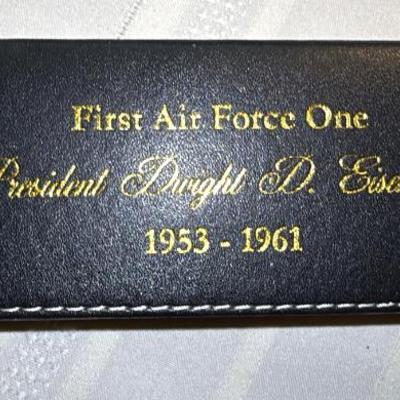 First Air Force One
President Dwight D. Eise
1953 - 1961